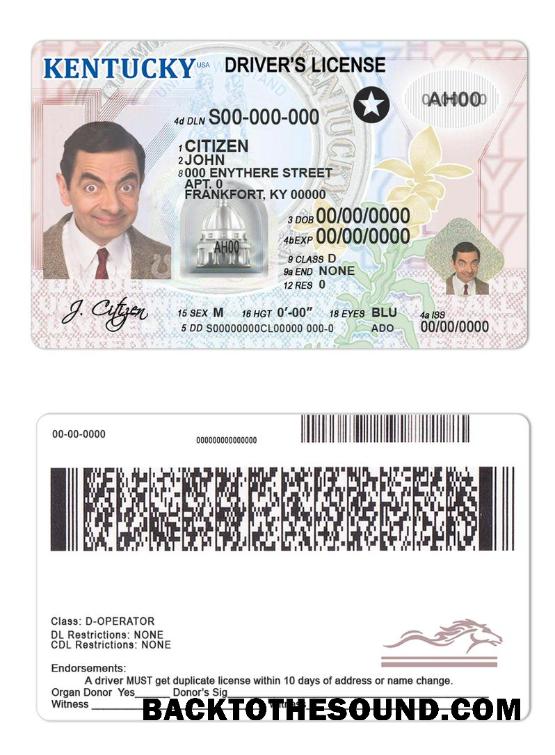 KENTUCKY USA DRIVER'S LICENSE
AH00
4d DLN S00-000-000
1 CITIZEN
2 JOHN
8 000 ENYTHERE STREET
APT. 0
FRANKFORT, KY 00000
AH00
3 DOB 00/00/0000
4b EXP 00/00/0000
9 CLASS D
9a END NONE
12 RES 0
J. Citizen
15 SEX M 16 HGT 0'-00" 18 EYES BLU 4a ISS
5 DD S00000000CL00000 000-0 ADO 00/00/0000
00-00-0000
000000000000000
Class: D-OPERATOR
DL Restrictions: NONE
CDL Restrictions: NONE
Endorsements:
A driver MUST get duplicate license within 10 days of address or name change.
Organ Donor Yes______ Donor's Sig
Witness
BACKTOTHESOUND.COM